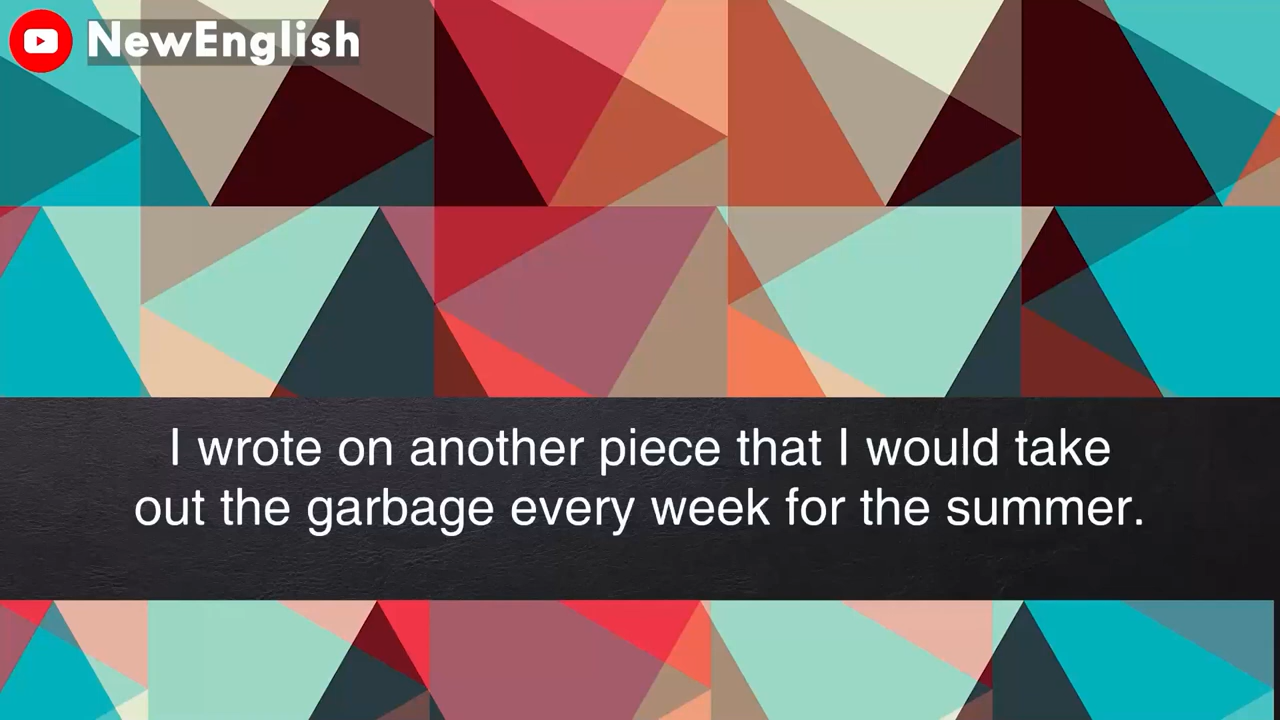 NewEnglish
I wrote on another piece that I would take
out the garbage every week for the summer.